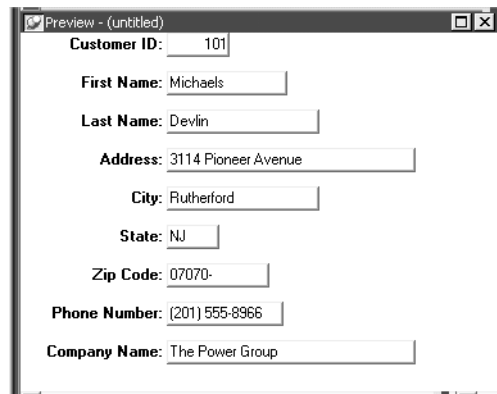 Preview - (untitled)
Customer ID: 101
First Name: Michaels
Last Name: Devlin
Address: 3114 Pioneer Avenue
City: Rutherford
State: NJ
Zip Code: 07070-
Phone Number: (201) 555-8966
Company Name: The Power Group